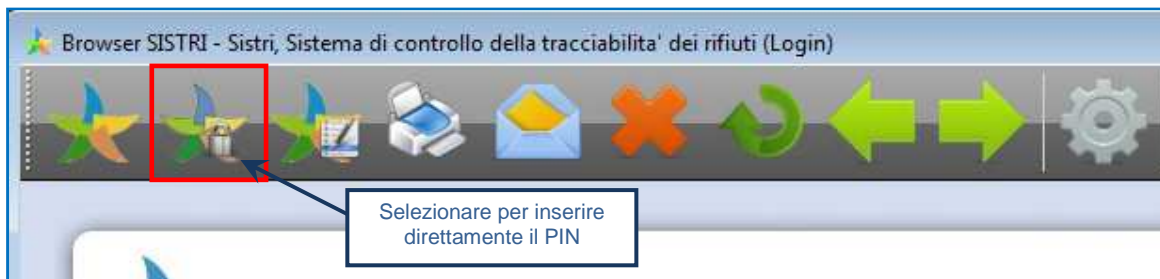 Browser SISTRI - Sistri, Sistema di controllo della tracciabilita' dei rifiuti (Login)
Selezionare per inserire
direttamente il PIN